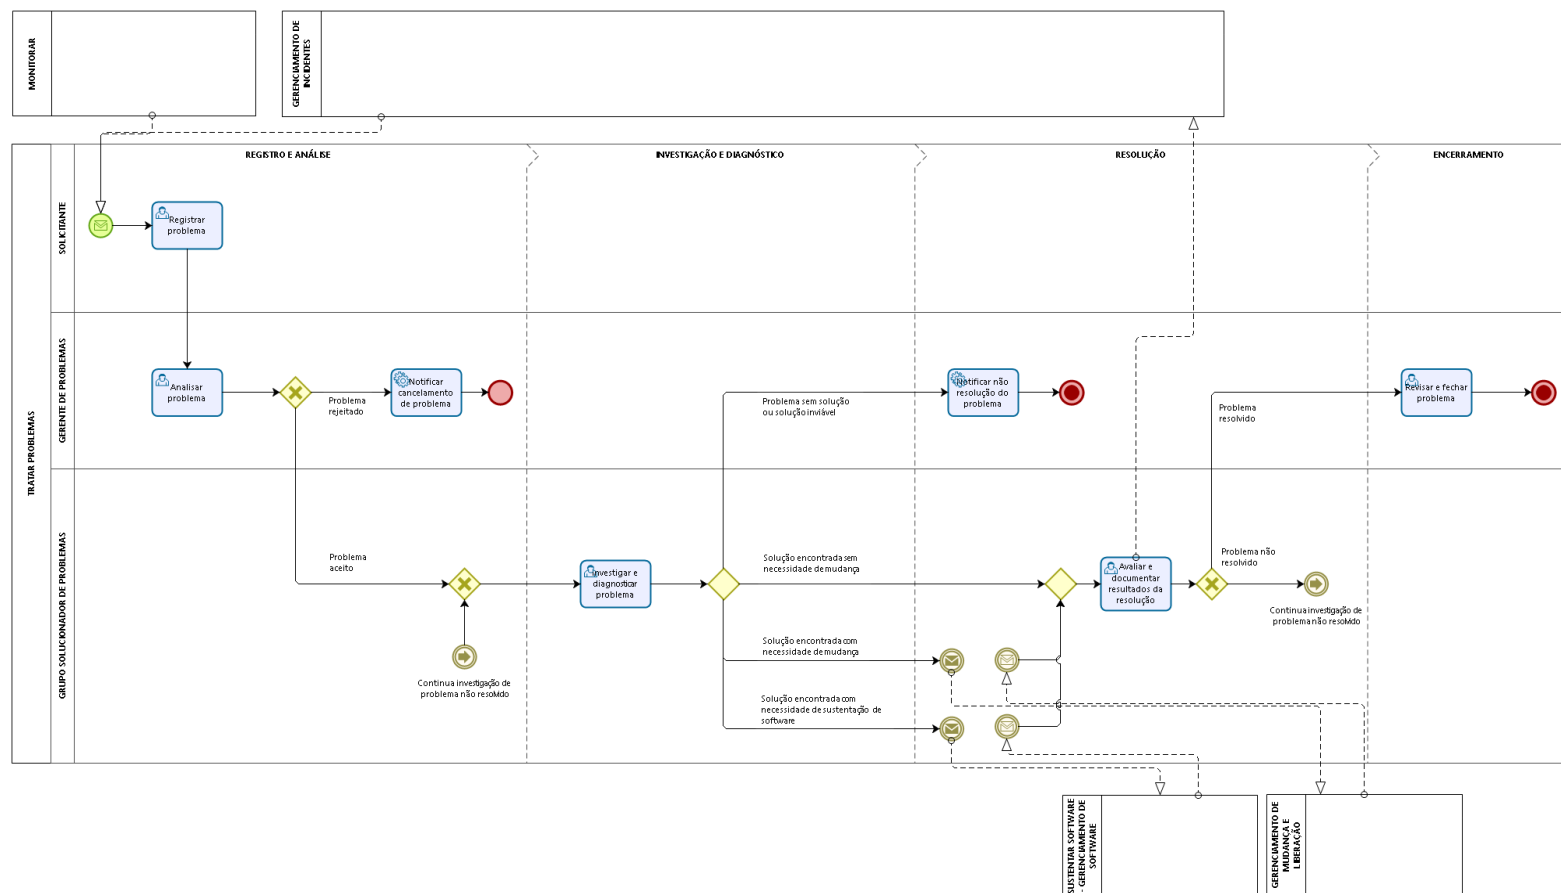 MONITORAR
GERENCIAMENTO DE
INCIDENTES
TRATAR PROBLEMAS
REGISTRO E ANÁLISE
INVESTIGAÇÃO E DIAGNÓSTICO
RESOLUÇÃO
ENCERRAMENTO
SOLICITANTE
Registrar
problema
GERENTE DE PROBLEMAS
Analisar
problema
Problema
rejeitado
Notificar
cancelamento
de problema
Problema sem solução
ou solução inviável
Notificar não
resolução do
problema
Problema
resolvido
Revisar e fechar
problema
GRUPO SOLUCIONADOR DE PROBLEMAS
Problema
aceito
Continua investigação de
problema não resolvido
Investigar e
diagnosticar
problema
Solução encontrada sem
necessidade de mudança
Solução encontrada com
necessidade de mudança
Solução encontrada com
necessidade de sustentação de
software
Avaliar e
documentar
resultados da
resolução
Problema não
resolvido
Continua investigação de
problema não resolvido
SUSTENTAR SOFTWARE
- GERENCIAMENTO DE
SOFTWARE
GERENCIAMENTO DE
MUDANÇA E
LIBERAÇÃO